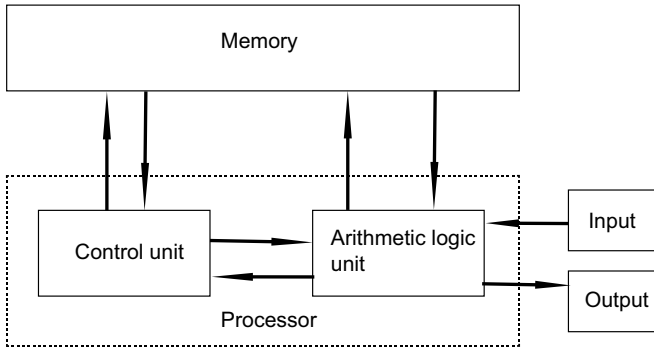 Memory
Control unit
Arithmetic logic
unit
Input
Output
Processor